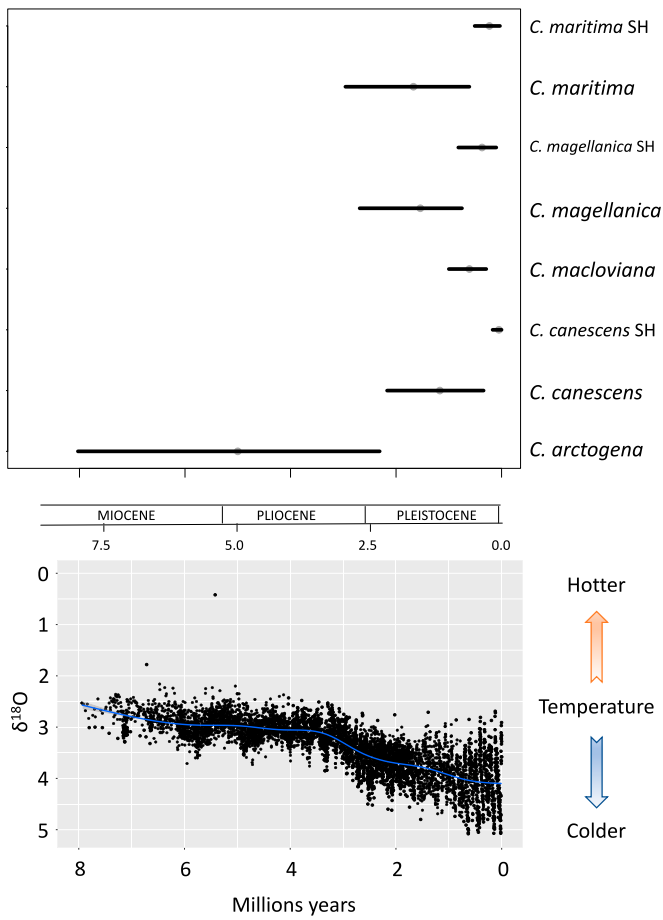 C. maritima SH
C. maritima
C. magellanica SH
C. magellanica
C. macloviana
C. canescens SH
C. canescens
C. arctogena
MIOCENE PLIOCENE PLEISTOCENE
7.5 5.0 2.5 0.0
0
1
2
3
4
5
δ¹⁸O
Hotter
Temperature
Colder
8 6 4 2 0
Millions years